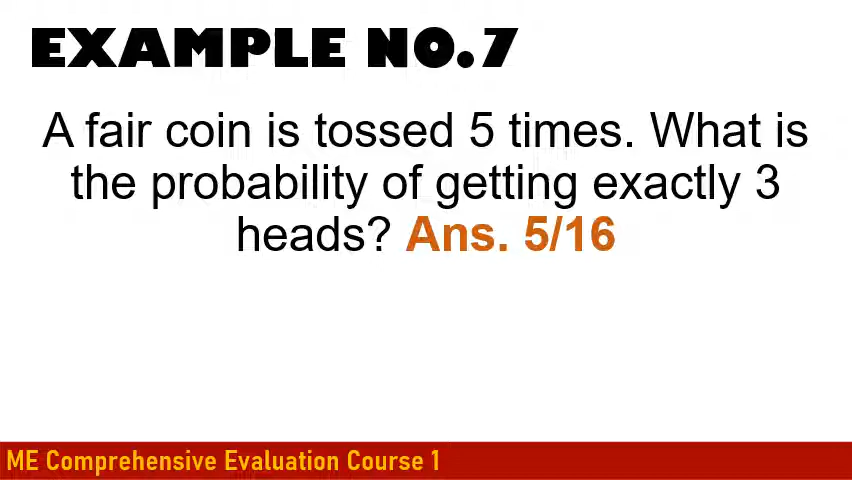 EXAMPLE NO.7
A fair coin is tossed 5 times. What is
the probability of getting exactly 3
heads? Ans. 5/16
ME Comprehensive Evaluation Course 1